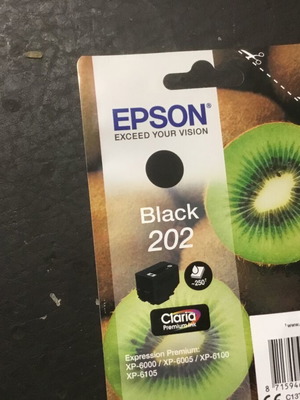 EPSON®
EXCEED YOUR VISION
Black
202
~250
Claria
Premium Ink
Expression Premium:
XP-6000 / XP-6005 / XP-6100
XP-6105